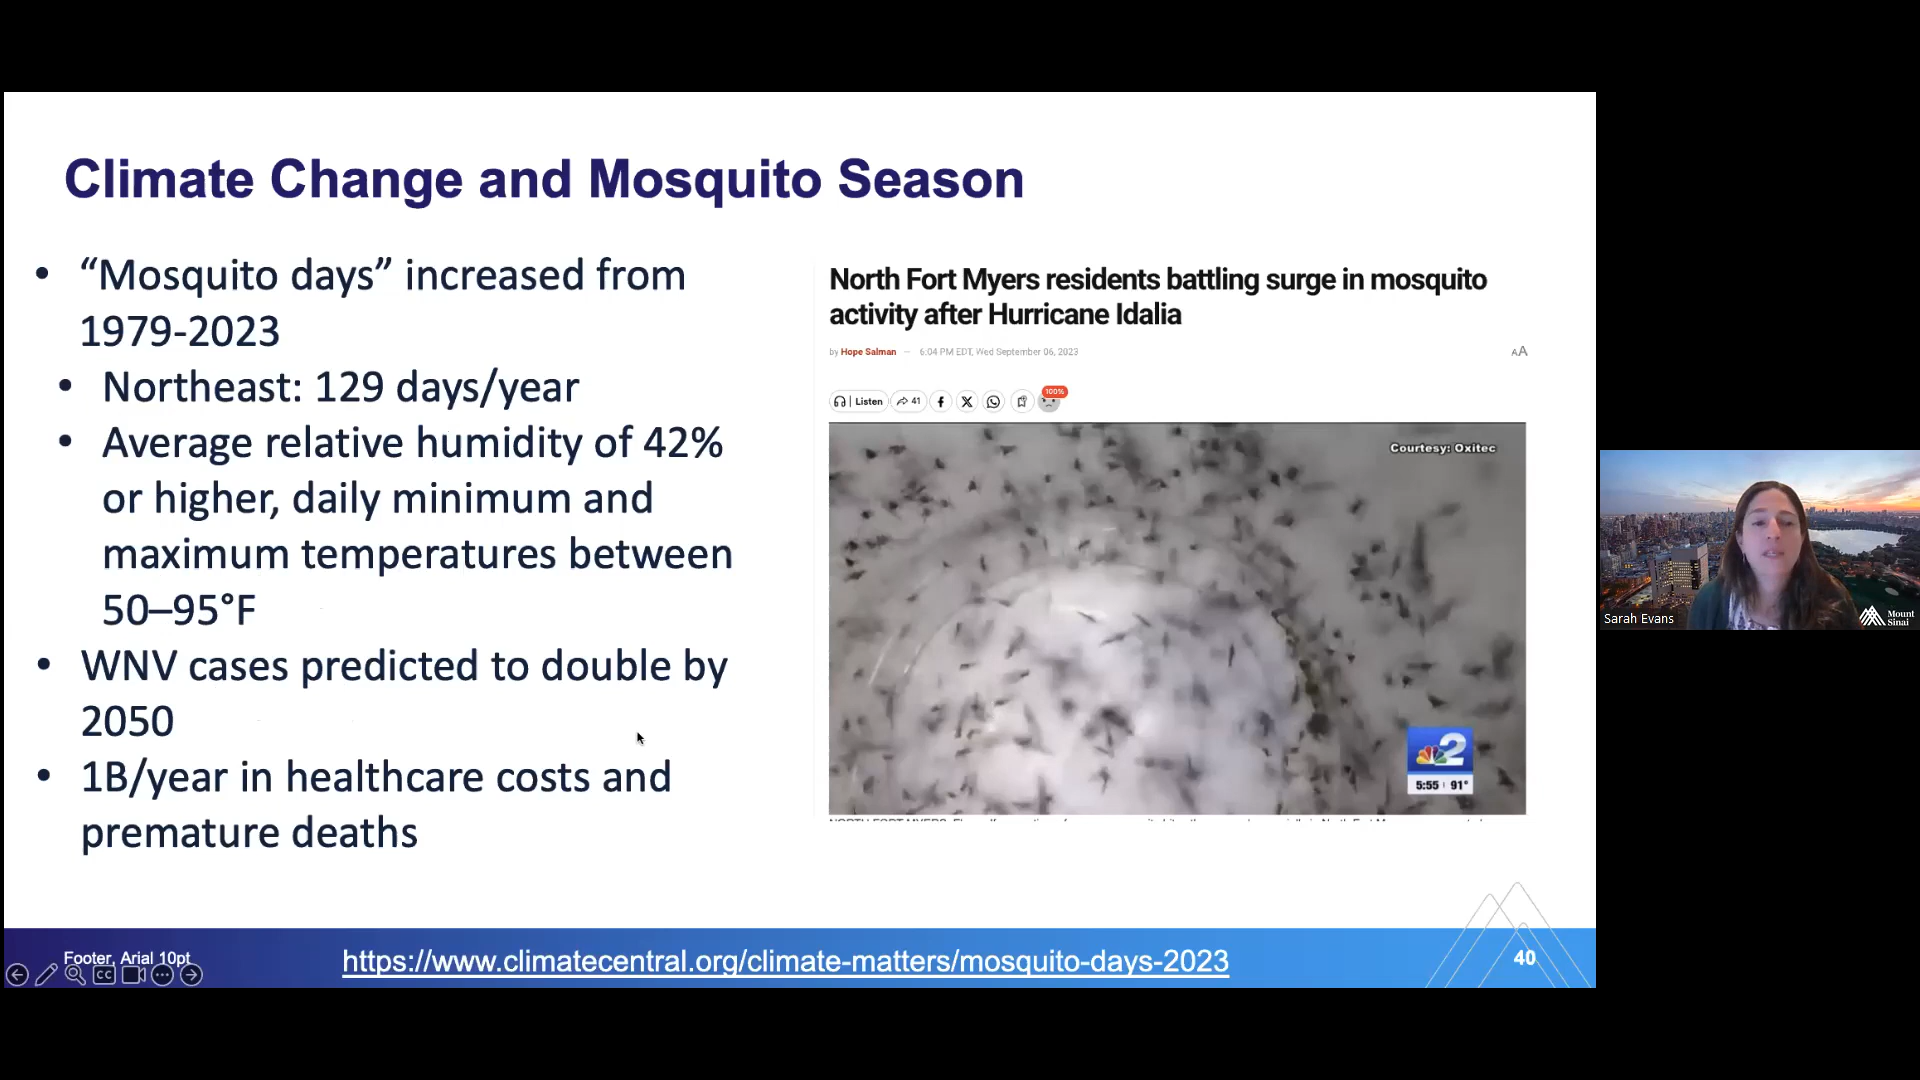 Climate Change and Mosquito Season
• “Mosquito days” increased from
1979-2023
• Northeast: 129 days/year
• Average relative humidity of 42%
or higher, daily minimum and
maximum temperatures between
50–95°F
• WNV cases predicted to double by
2050
• 1B/year in healthcare costs and
premature deaths
North Fort Myers residents battling surge in mosquito
activity after Hurricane Idalia
by Hope Salman — 6:04 PM EDT, Wed September 06, 2023
AA
Listen 41 100%
Courtesy: Oxitec
2
5:55 91°
Footer, Arial 10pt
CC
https://www.climatecentral.org/climate-matters/mosquito-days-2023
40
Sarah Evans
Mount
Sinai